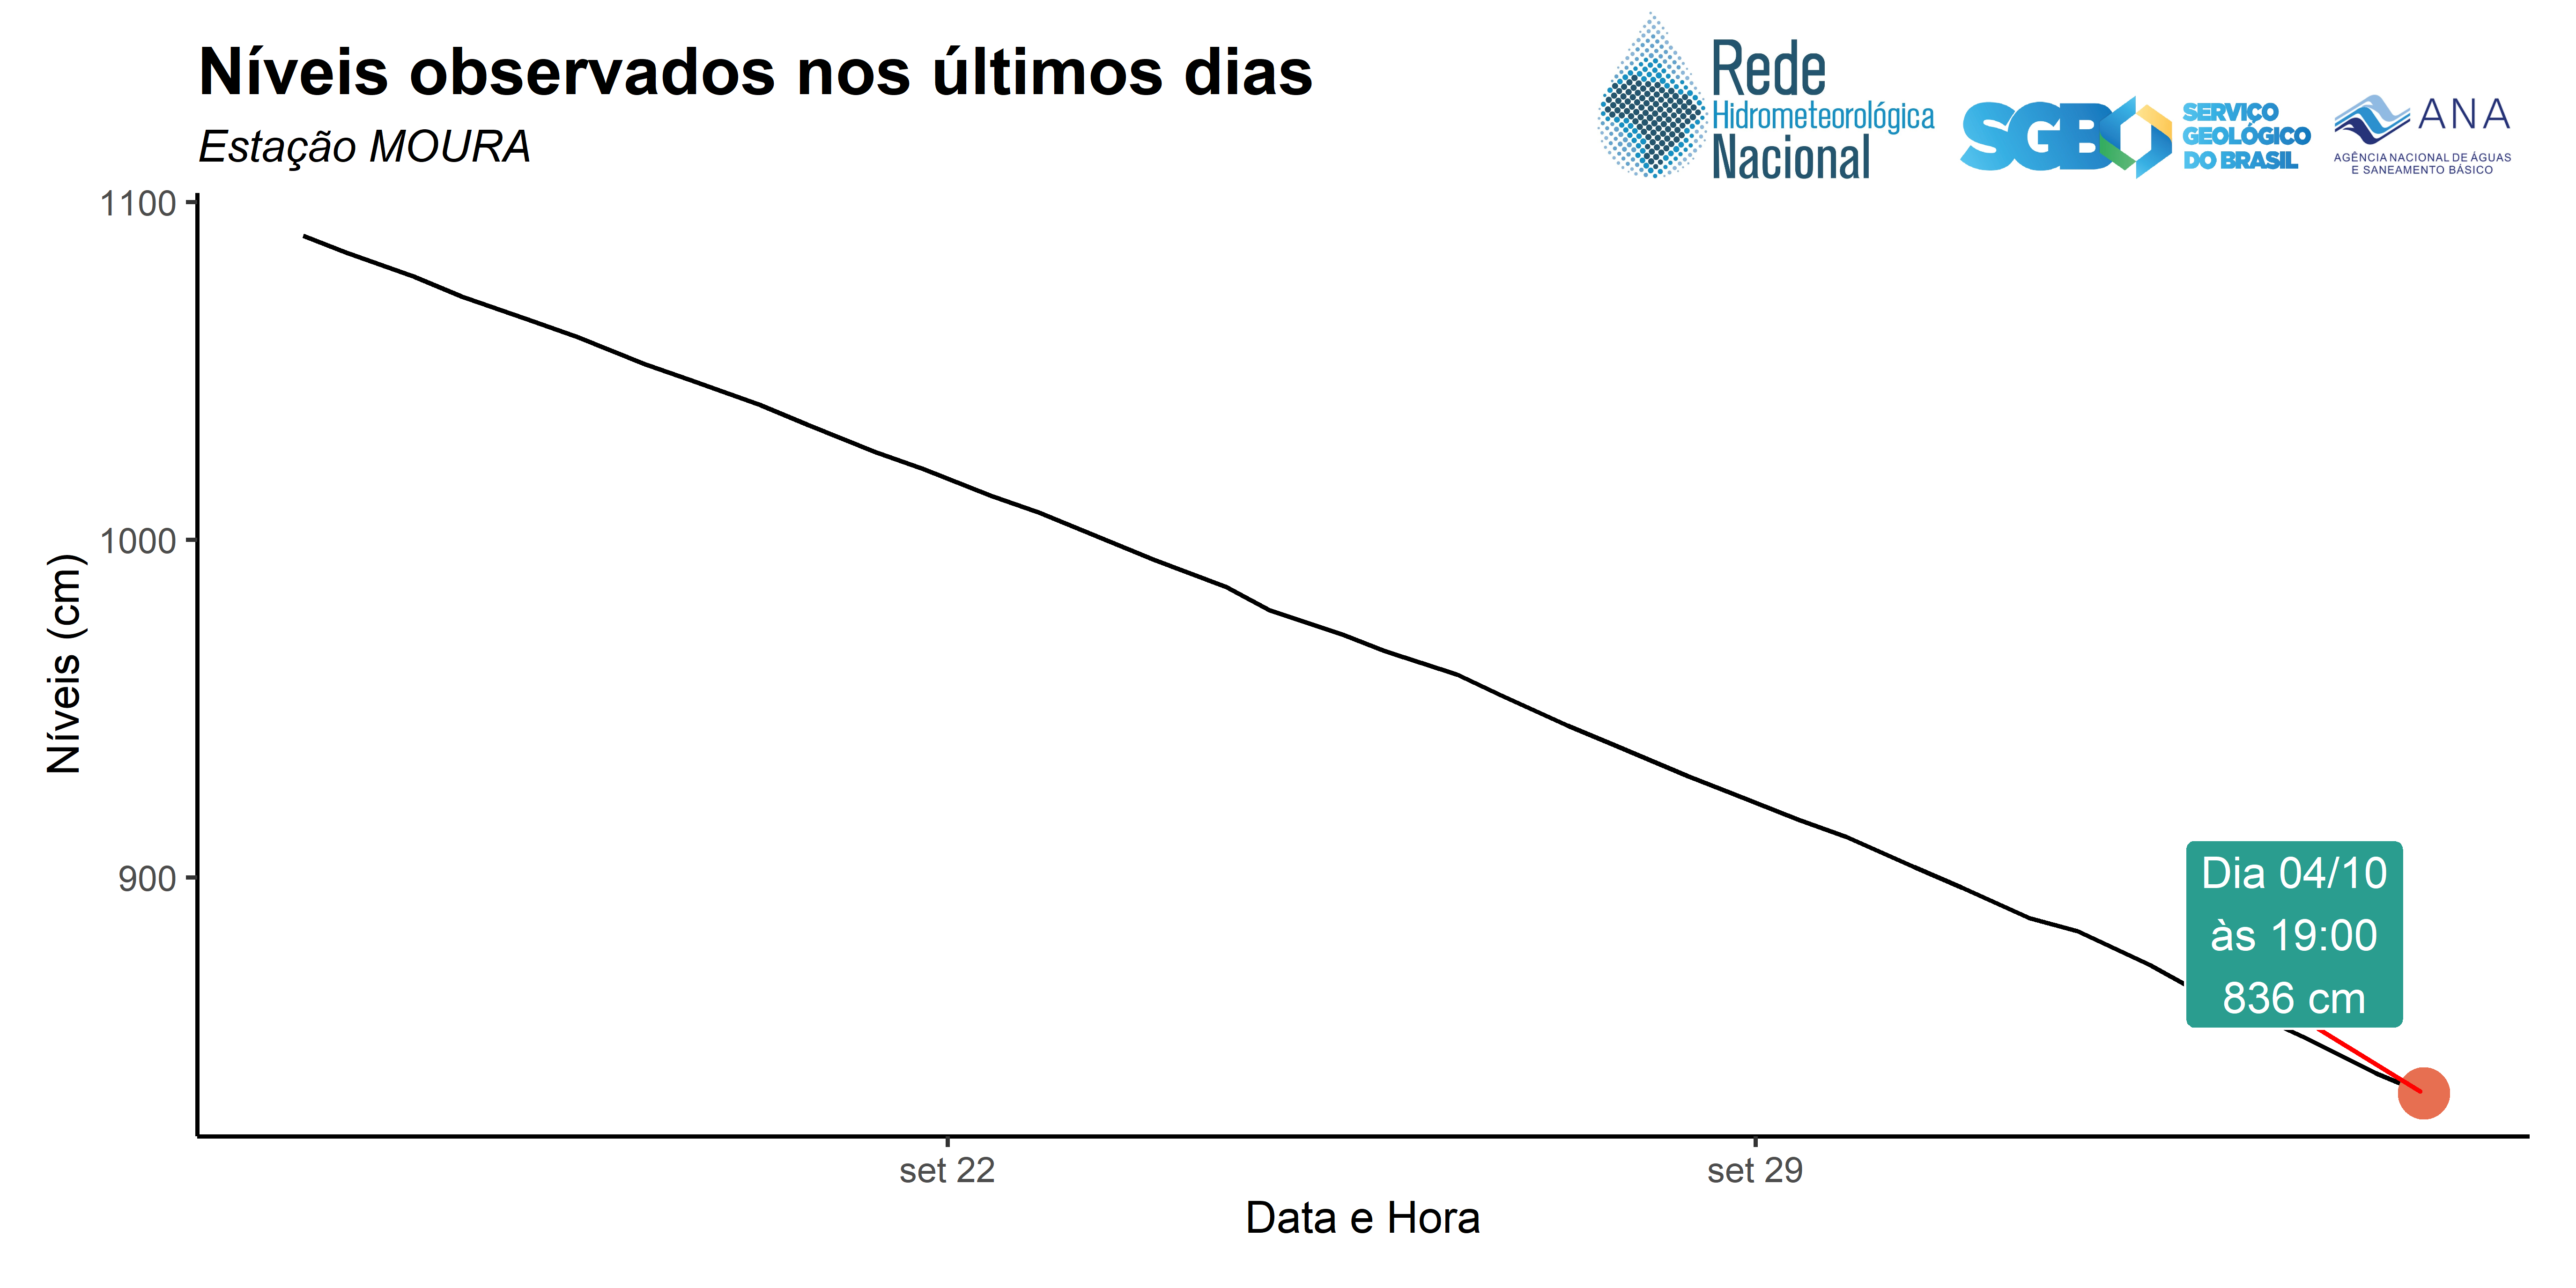 Níveis observados nos últimos dias
Estação MOURA
Rede
Hidrometeorológica
Nacional
SGB
SERVIÇO
GEOLÓGICO
DO BRASIL
ANA
AGÊNCIA NACIONAL DE ÁGUAS
E SANEAMENTO BÁSICO
1100
1000
900
Níveis (cm)
Dia 04/10
às 19:00
836 cm
set 22
set 29
Data e Hora